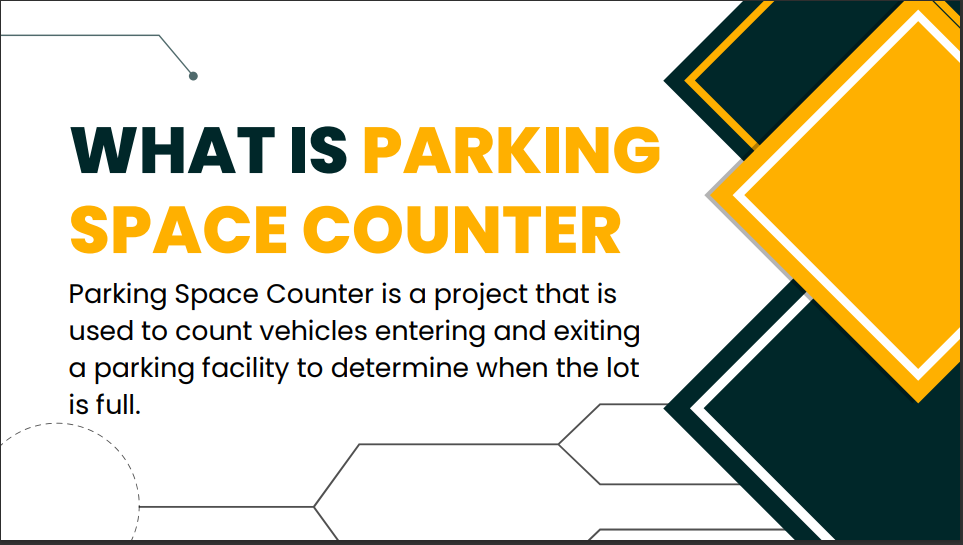 WHAT IS PARKING
SPACE COUNTER
Parking Space Counter is a project that is
used to count vehicles entering and exiting
a parking facility to determine when the lot
is full.